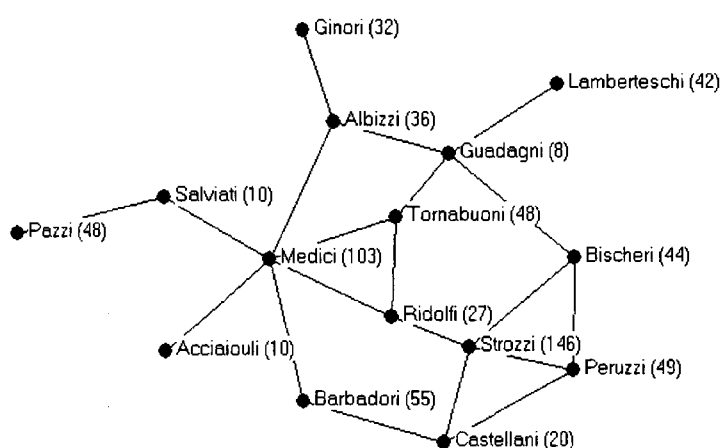 Ginori (32)
Lamberteschi (42)
Albizzi (36)
Guadagni (8)
Salviati (10)
Tornabuoni (48)
Pazzi (48)
Medici (103)
Bischeri (44)
Ridolfi (27)
Strozzi (146)
Acciaiouli (10)
Peruzzi (49)
Barbadori (55)
Castellani (20)